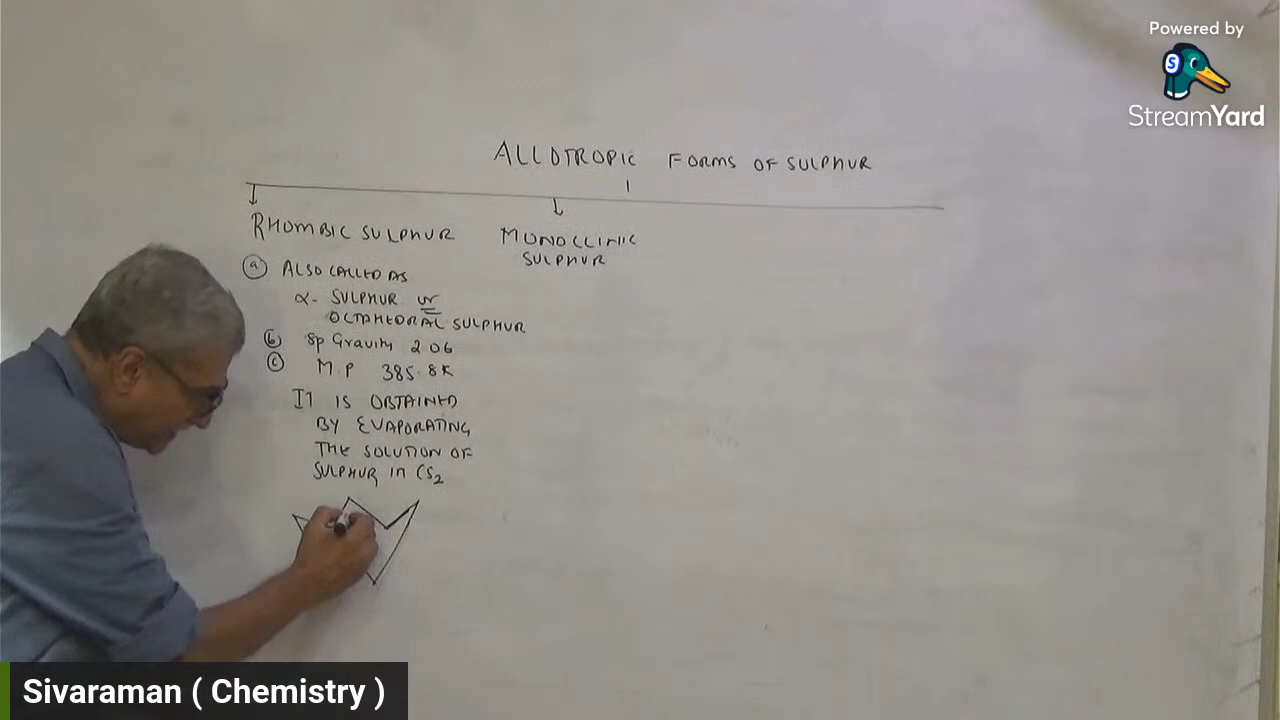 Powered by
StreamYard
ALLOTROPIC FORMS OF SULPHUR
RHOMBIC SULPHUR
MONOCLINIC
SULPHUR
(a) ALSO CALLED AS
α- SULPHUR or
OCTAHEDRAL SULPHUR
(b) Sp Gravity 2 06
(c) M.P 385.8K
IT IS OBTAINED
BY EVAPORATING
THE SOLUTION OF
SULPHUR in CS2
Sivaraman ( Chemistry )